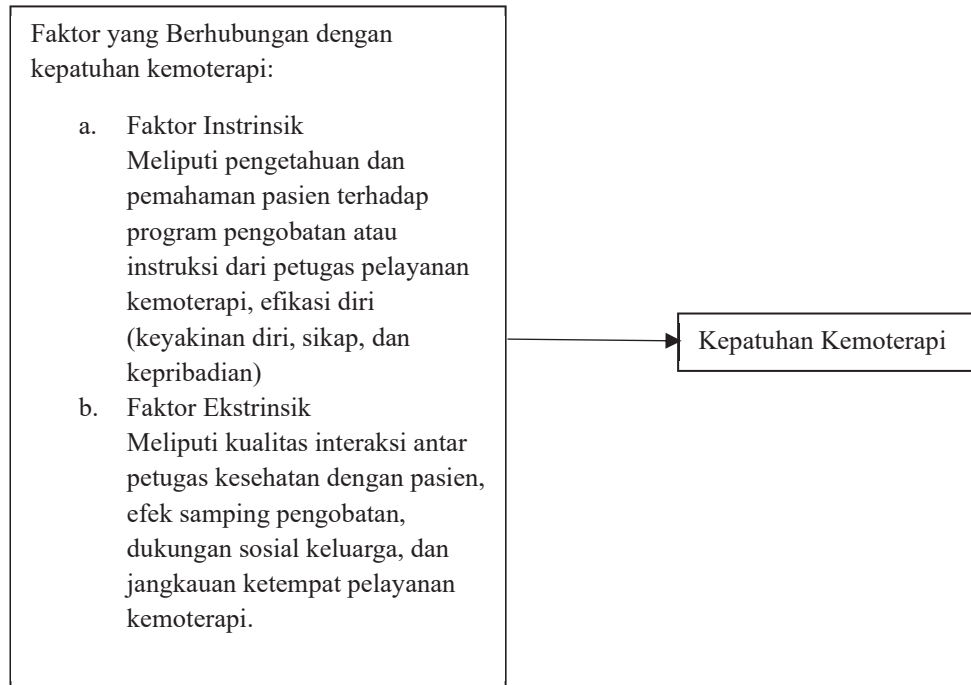 Faktor yang Berhubungan dengan
kepatuhan kemoterapi:
a. Faktor Instrinsik
Meliputi pengetahuan dan
pemahaman pasien terhadap
program pengobatan atau
instruksi dari petugas pelayanan
kemoterapi, efikasi diri
(keyakinan diri, sikap, dan
kepribadian)
b. Faktor Ekstrinsik
Meliputi kualitas interaksi antar
petugas kesehatan dengan pasien,
efek samping pengobatan,
dukungan sosial keluarga, dan
jangkauan ketempat pelayanan
kemoterapi.
Kepatuhan Kemoterapi